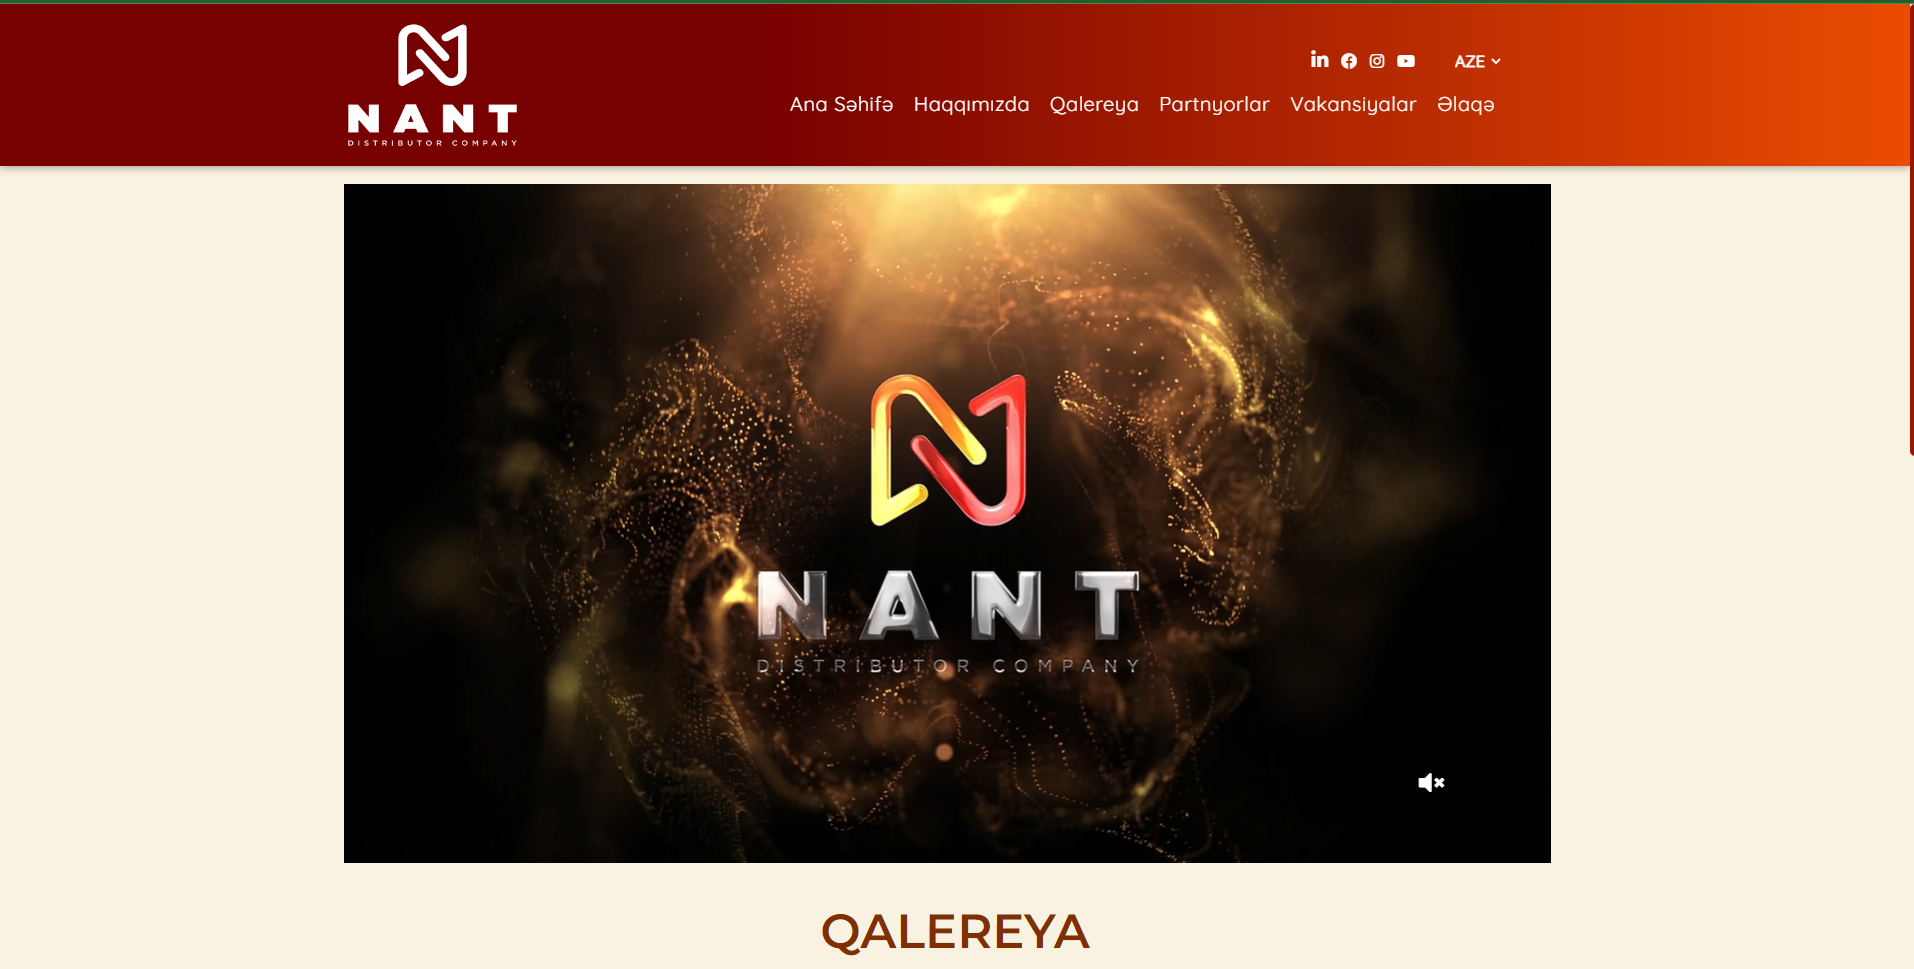 NANT
DISTRIBUTOR COMPANY
AZE
Ana Səhifə Haqqımızda Qalereya Partnyorlar Vakansiyalar Əlaqə
NANT
DISTRIBUTOR COMPANY
QALEREYA